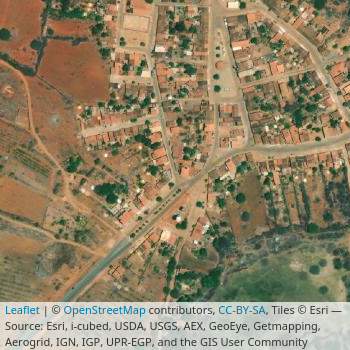 Leaflet | © OpenStreetMap contributors, CC-BY-SA, Tiles © Esri —
Source: Esri, i-cubed, USDA, USGS, AEX, GeoEye, Getmapping,
Aerogrid, IGN, IGP, UPR-EGP, and the GIS User Community